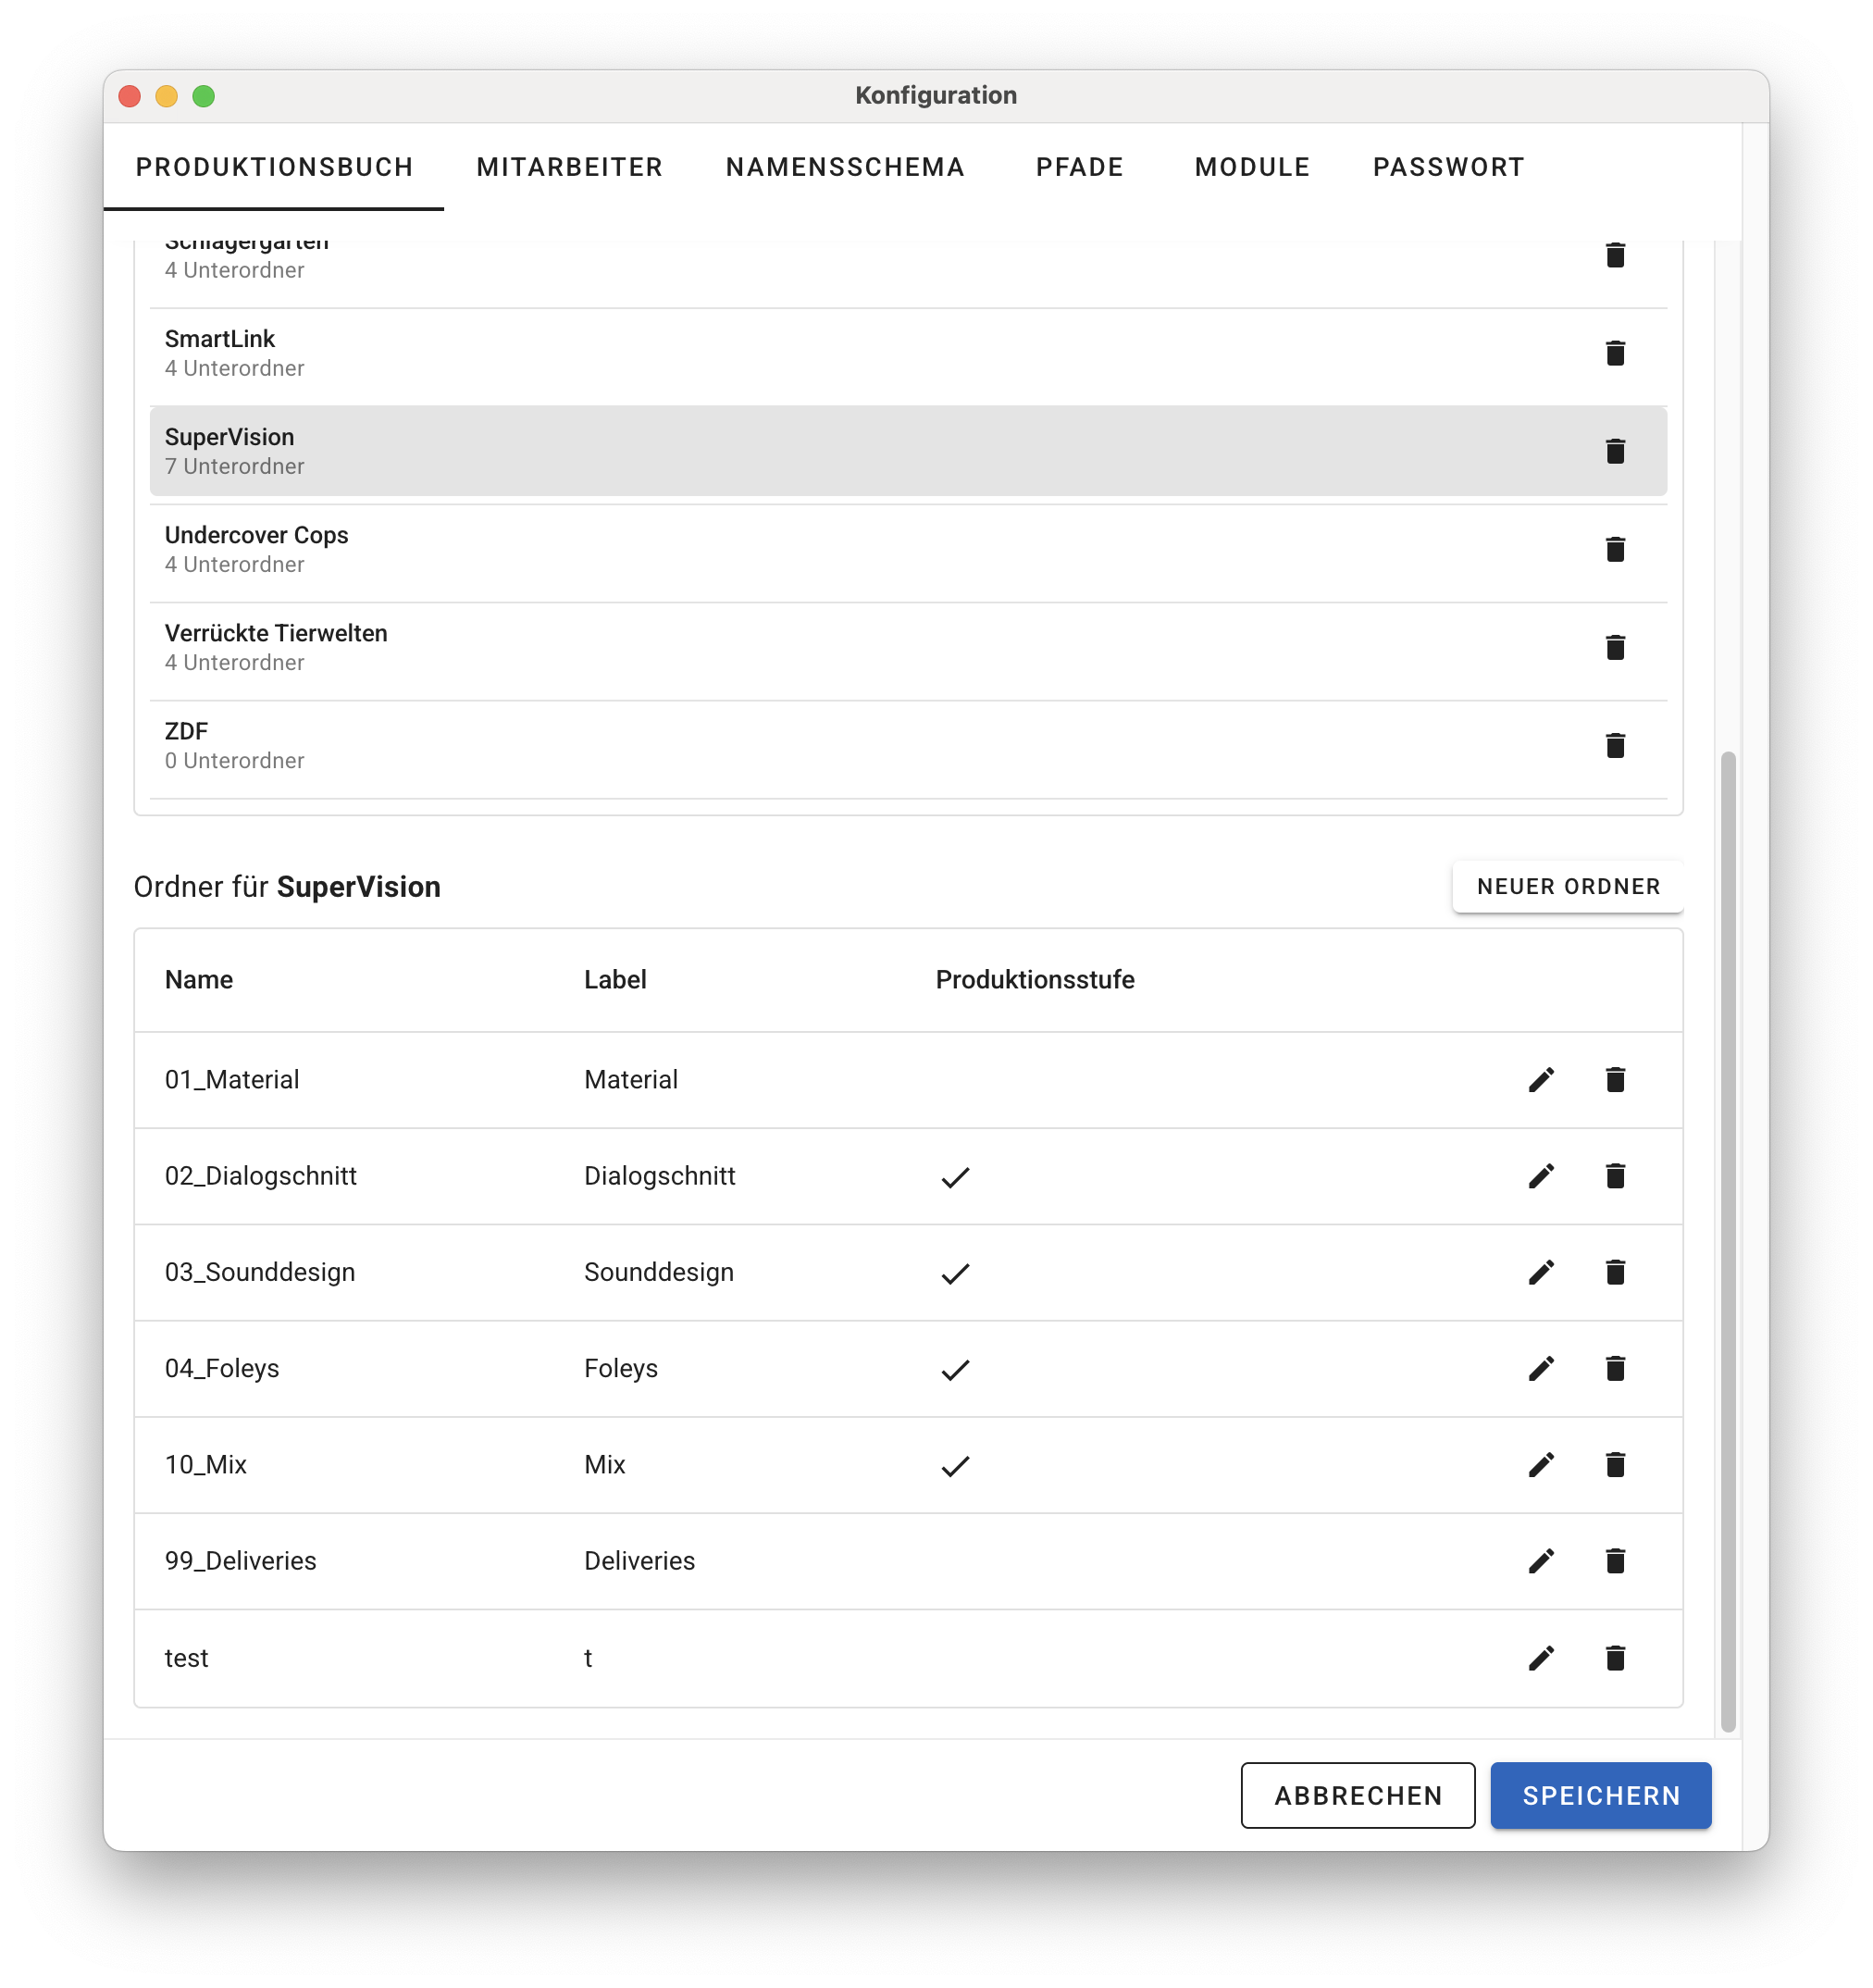 Konfiguration
PRODUKTIONSBUCH MITARBEITER NAMENSSCHEMA PFADE MODULE PASSWORT
Schlagergarten
4 Unterordner
SmartLink
4 Unterordner
SuperVision
7 Unterordner
Undercover Cops
4 Unterordner
Verrückte Tierwelten
4 Unterordner
ZDF
0 Unterordner
Ordner für SuperVision NEUER ORDNER
Name Label Produktionsstufe
01_Material Material
02_Dialogschnitt Dialogschnitt
03_Sounddesign Sounddesign
04_Foleys Foleys
10_Mix Mix
99_Deliveries Deliveries
test t
ABBRECHEN SPEICHERN